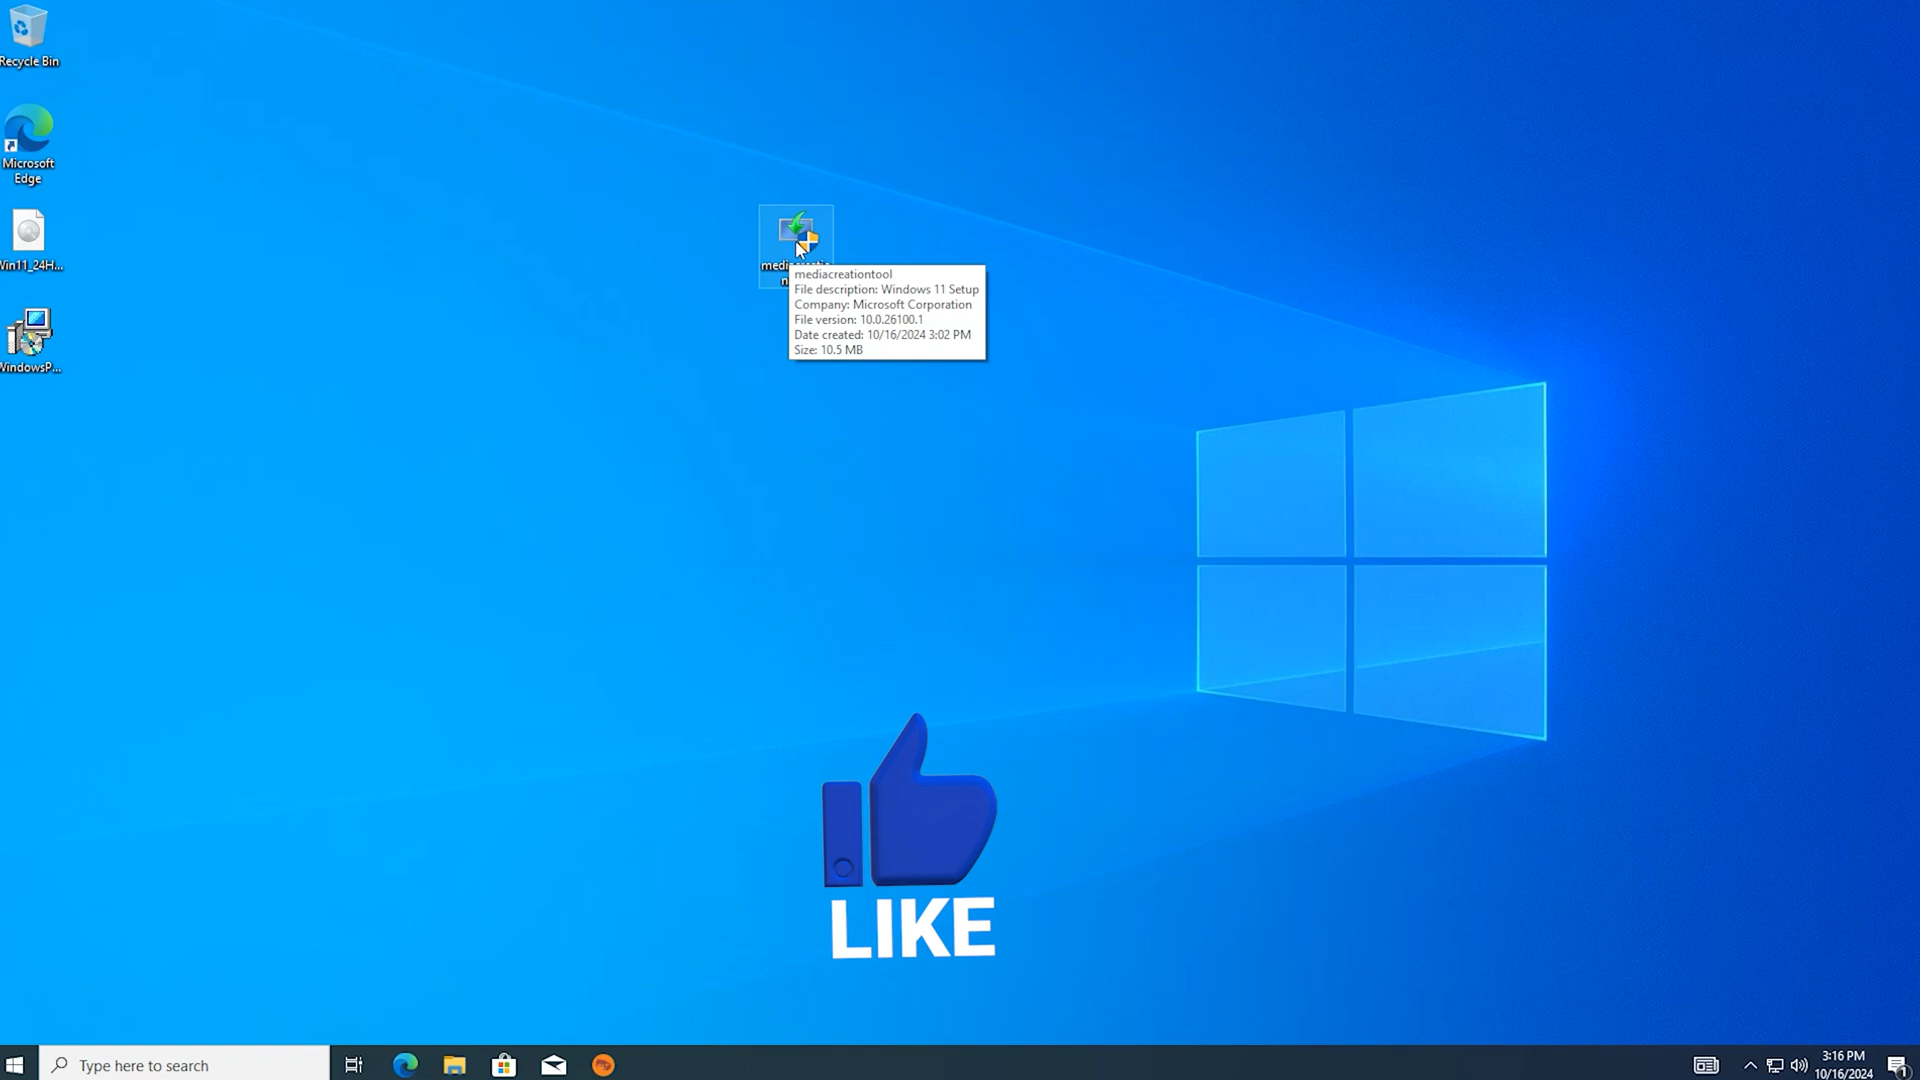 Recycle Bin
Microsoft
Edge
Win11_24H...
WindowsP...
mediacreationtool
File description: Windows 11 Setup
Company: Microsoft Corporation
File version: 10.0.26100.1
Date created: 10/16/2024 3:02 PM
Size: 10.5 MB
LIKE
Type here to search
3:16 PM
10/16/2024
1